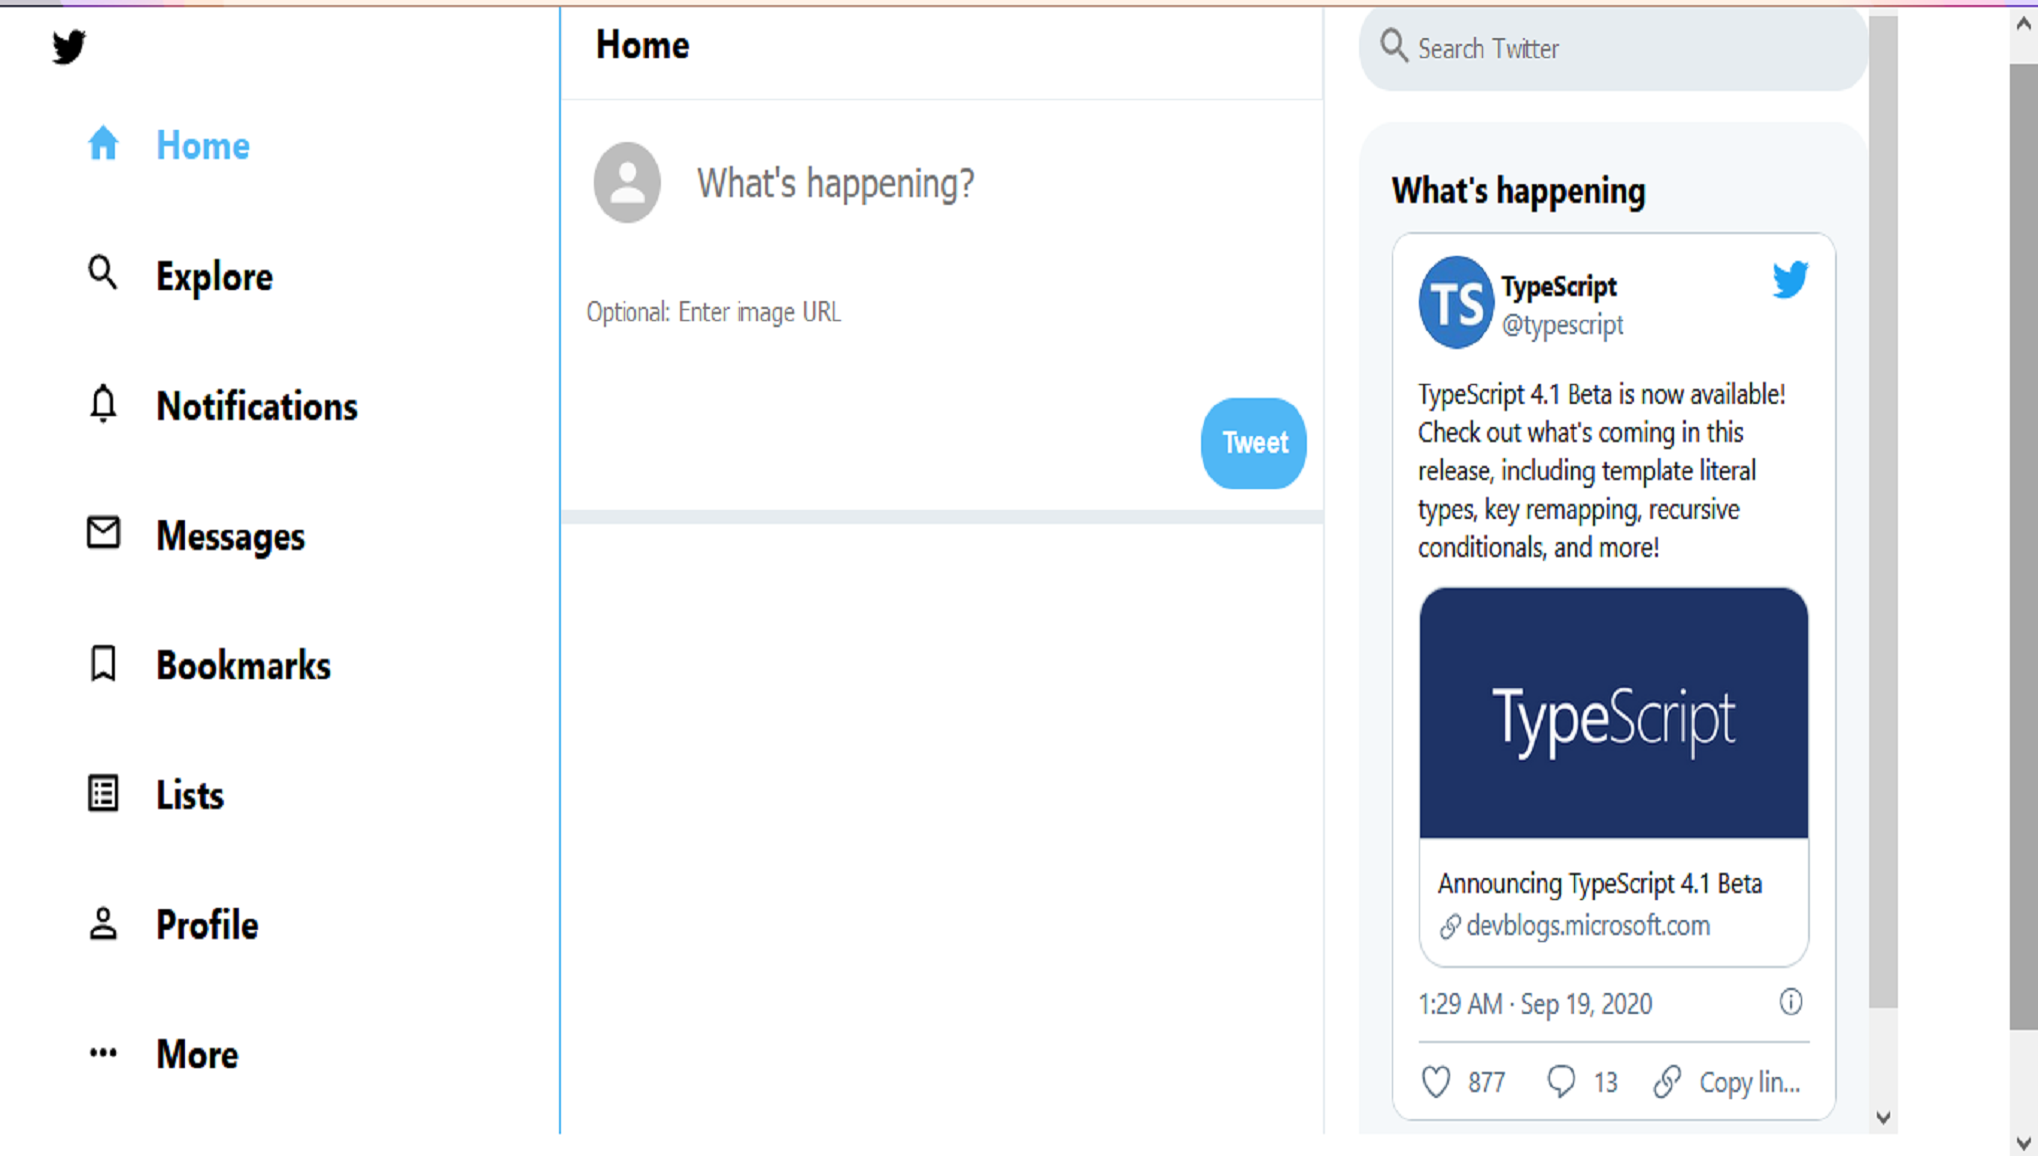 Home
Explore
Notifications
Messages
Bookmarks
Lists
Profile
More
Home
What's happening?
Optional: Enter image URL
Tweet
Search Twitter
What's happening
TS
TypeScript
@typescript
TypeScript 4.1 Beta is now available!
Check out what's coming in this
release, including template literal
types, key remapping, recursive
conditionals, and more!
TypeScript
Announcing TypeScript 4.1 Beta
devblogs.microsoft.com
1:29 AM · Sep 19, 2020
877 13 Copy lin...